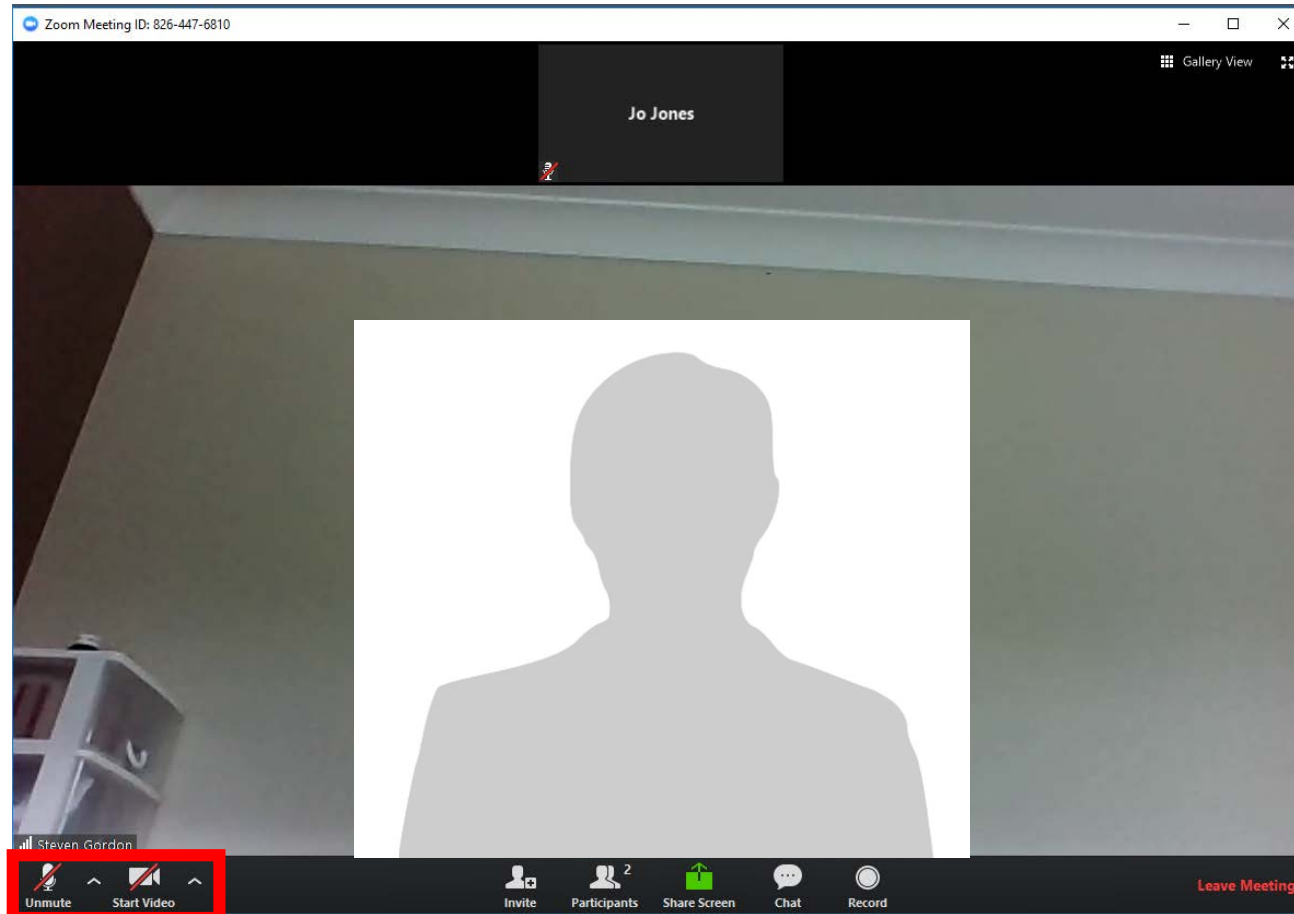 Zoom Meeting ID: 826-447-6810
Gallery View
Jo Jones
Steven Gordon
Unmute
Start Video
Invite
Participants
2
Share Screen
Chat
Record
Leave Meeting